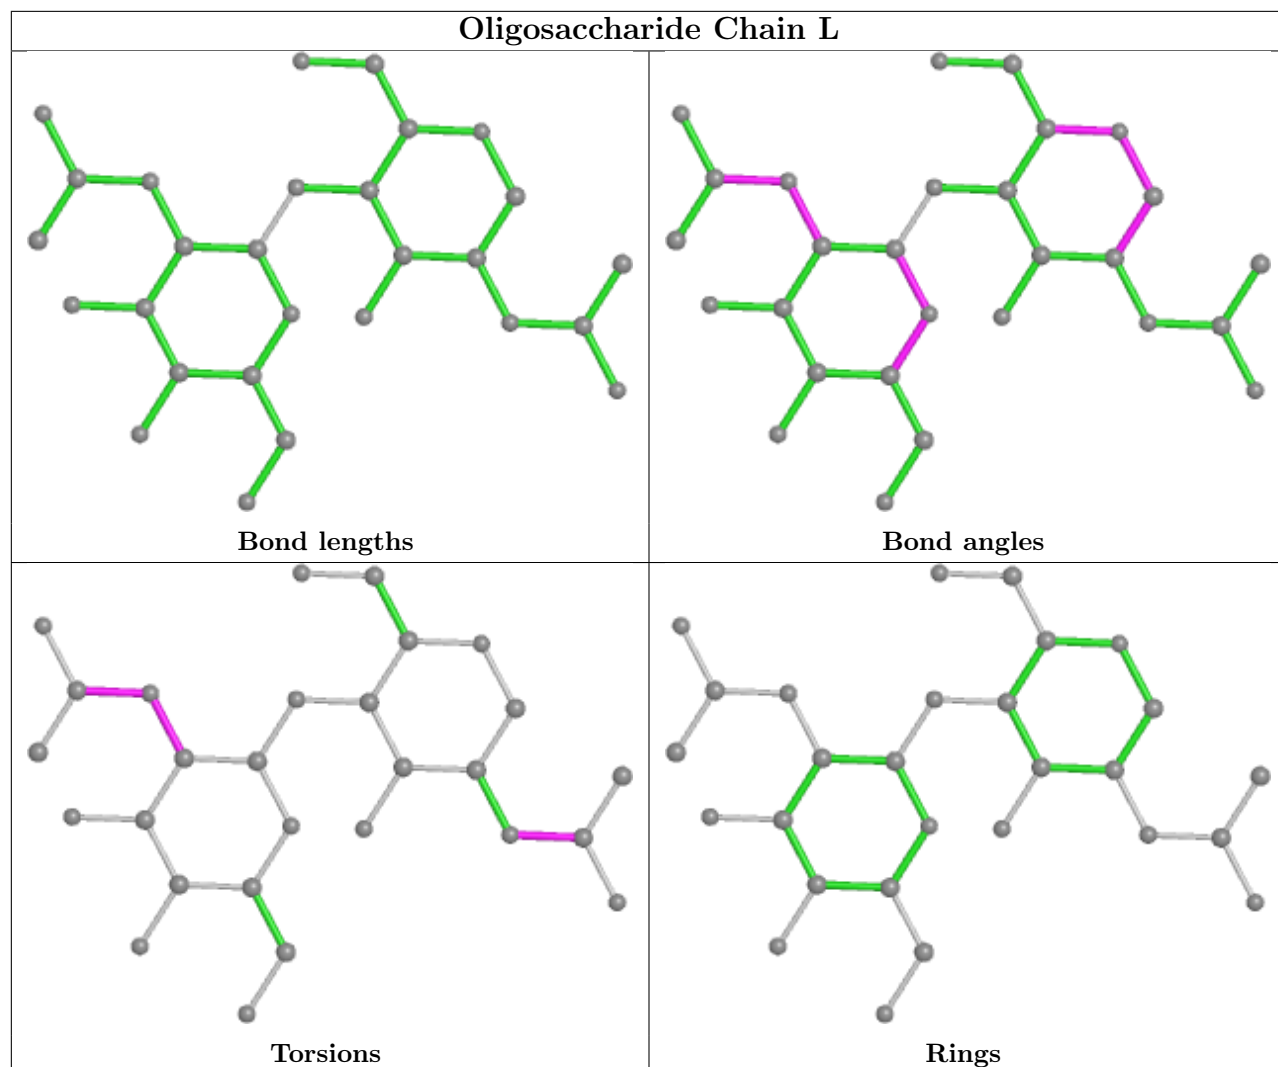 Oligosaccharide Chain L
Bond lengths
Bond angles
Torsions
Rings